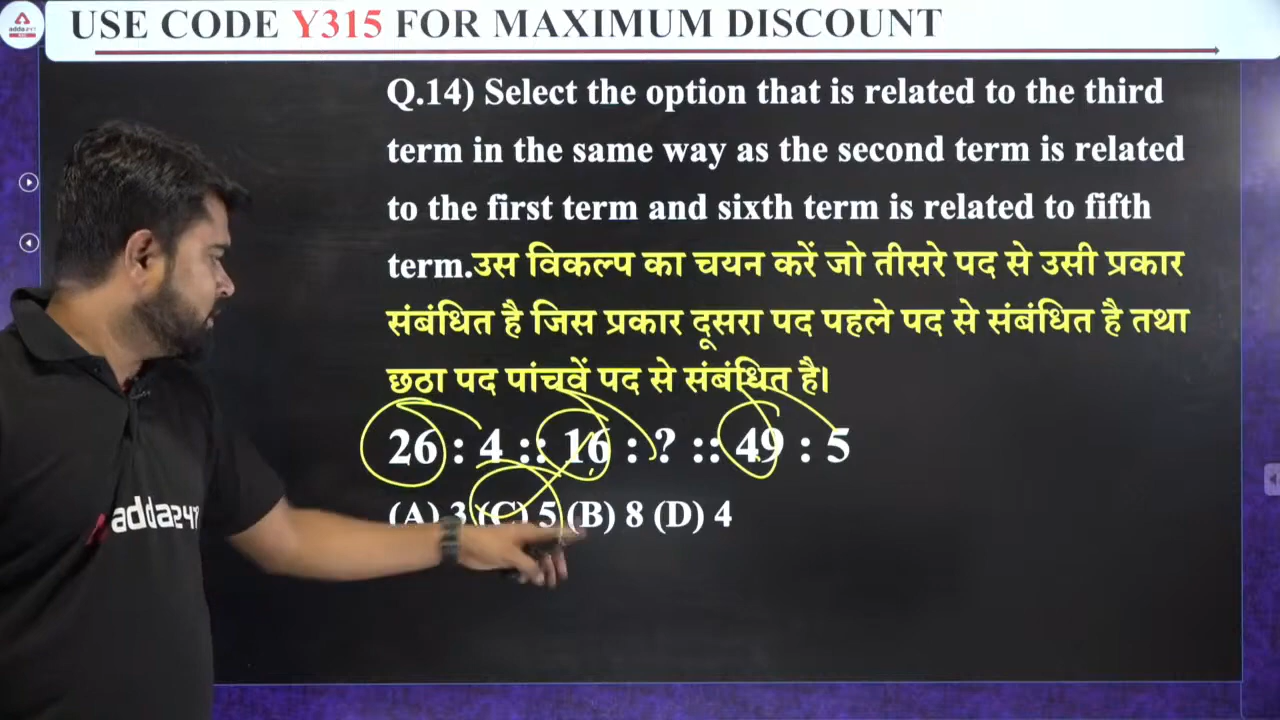 USE CODE Y315 FOR MAXIMUM DISCOUNT
Q.14) Select the option that is related to the third
term in the same way as the second term is related
to the first term and sixth term is related to fifth
term.उस विकल्प का चयन करें जो तीसरे पद से उसी प्रकार
संबंधित है जिस प्रकार दूसरा पद पहले पद से संबंधित है तथा
छठा पद पांचवें पद से संबंधित है।
26 : 4 :: 16 : ? :: 49 : 5
(A) 3 (C) 5 (B) 8 (D) 4
adda247
adda247